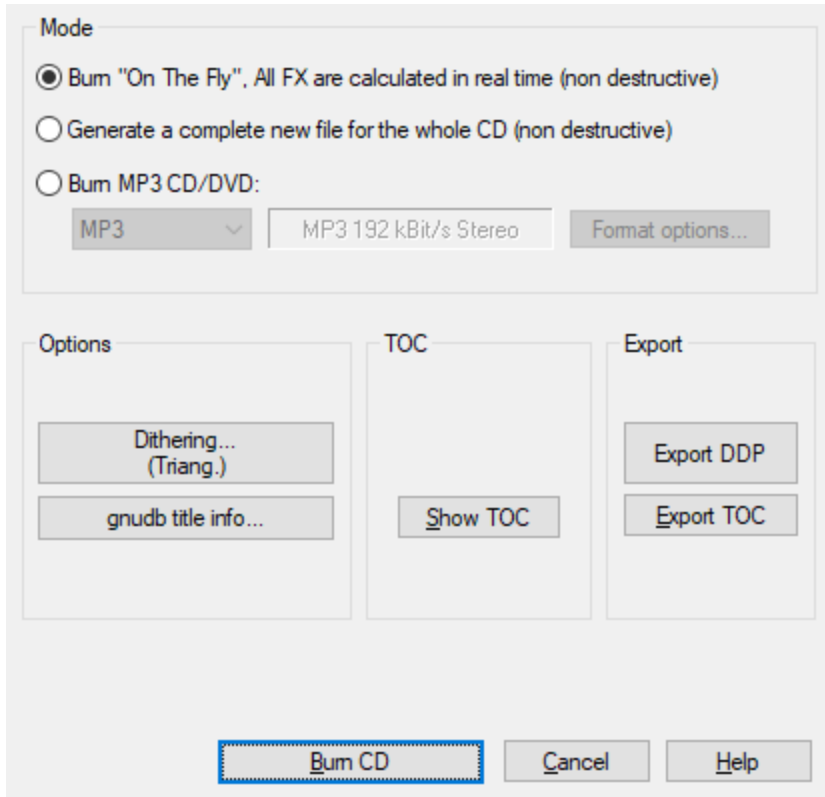 Mode
Burn "On The Fly", All FX are calculated in real time (non destructive)
Generate a complete new file for the whole CD (non destructive)
Burn MP3 CD/DVD:
MP3 MP3 192 kBit/s Stereo Format options...
Options TOC Export
Dithering...
(Triang.)
Export DDP
gnudb title info... Show TOC Export TOC
Burn CD Cancel Help